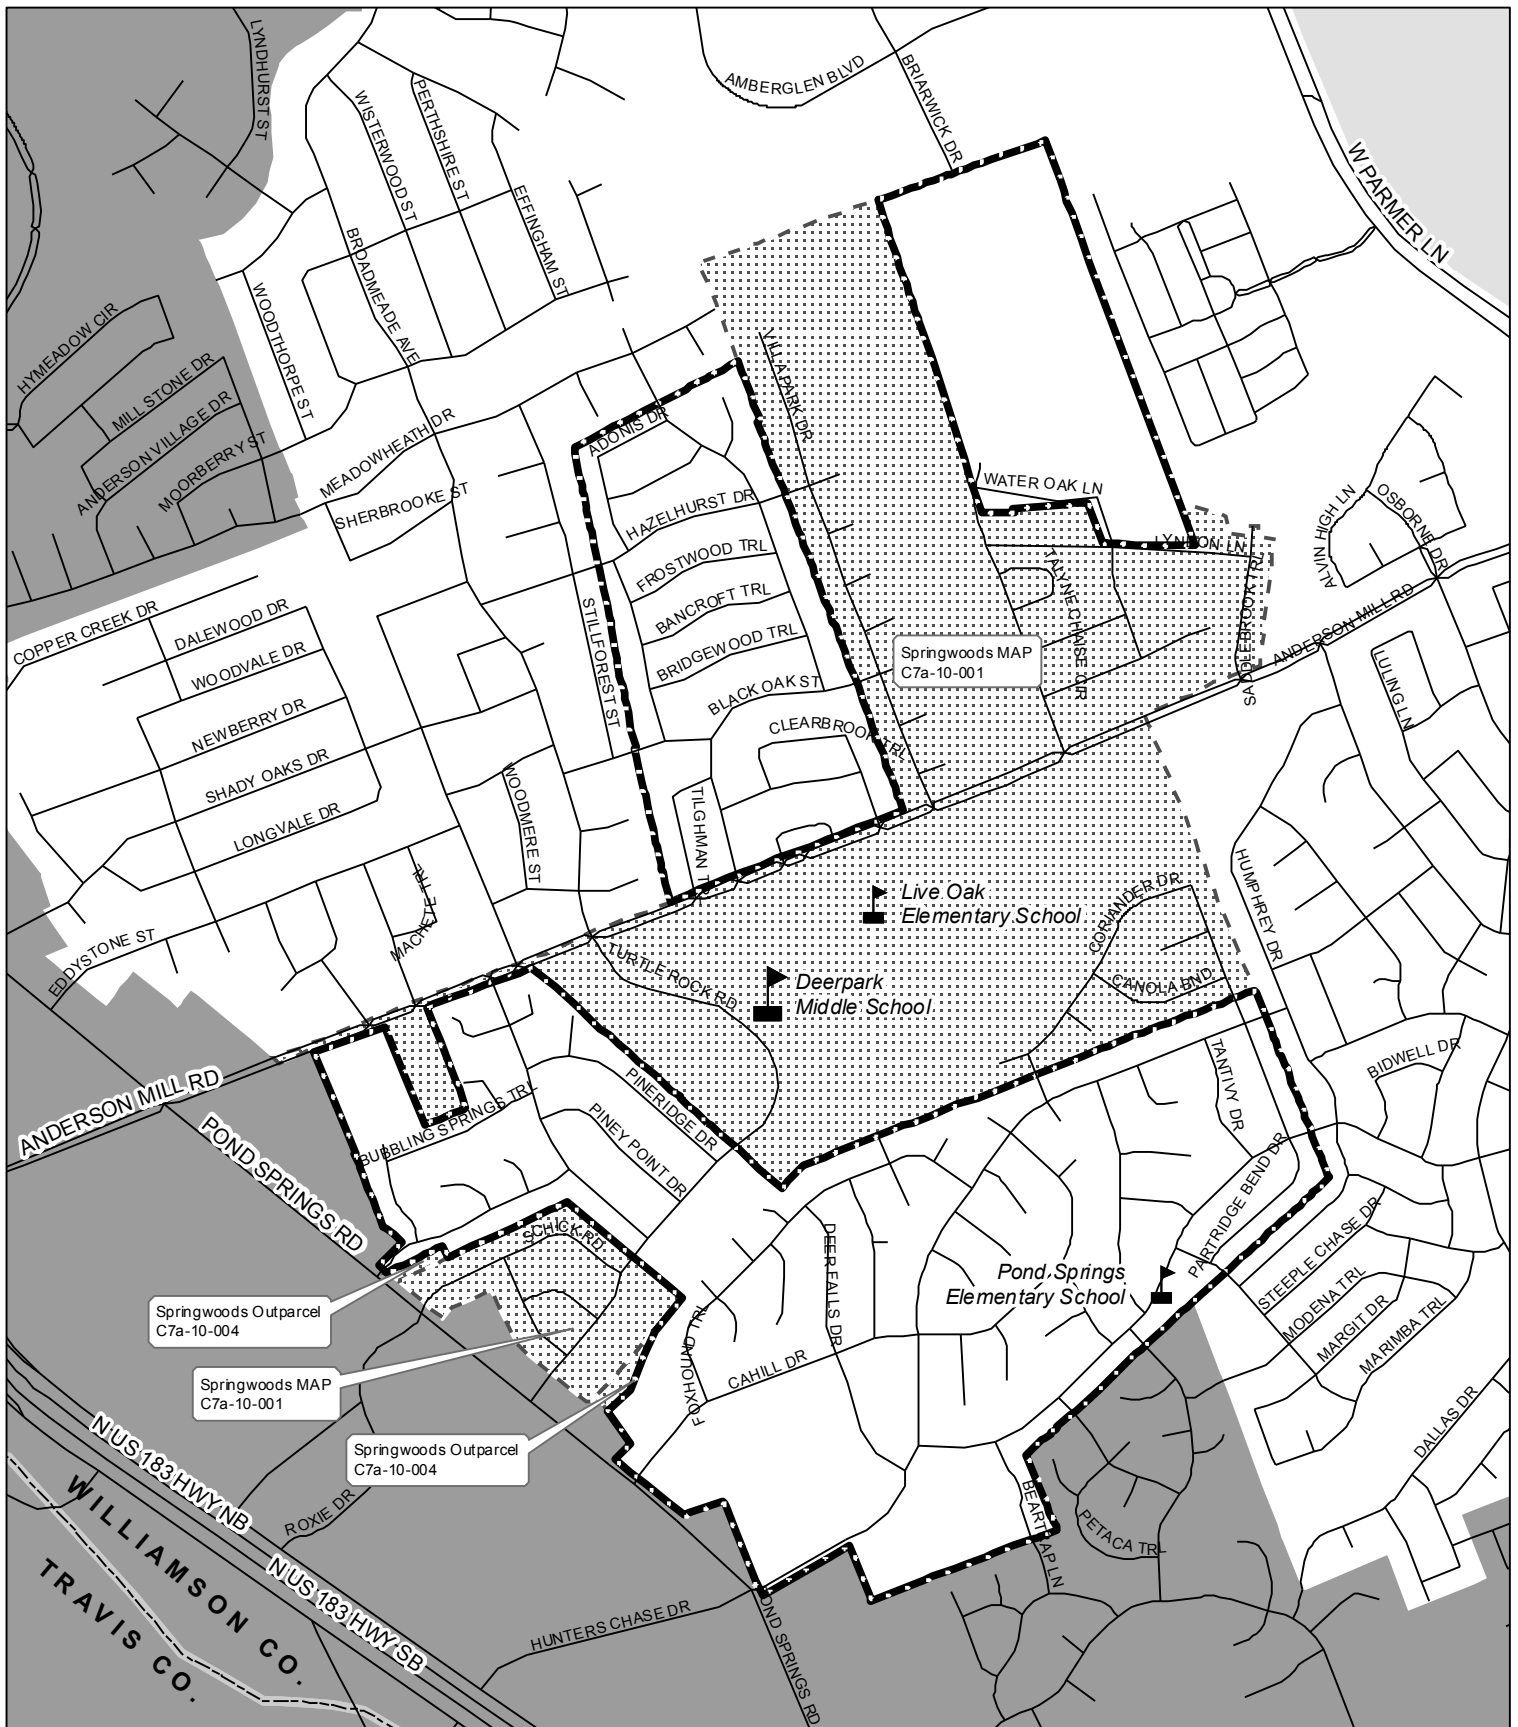 LYNDHURST ST
AMBERGLEN BLVD
BRIARWICK DR
PERTHSHIRE ST
WISTERWOOD ST
W PARMER LN
EFFINGHAM ST
BROADMEADE AVE
WOODTHORPE ST
HYMEADOW CIR
MILL STONE DR
ANDERSON VILLAGE DR
MOORBERRY ST
VILLA PARK DR
MEADOWHEATH DR
ADONIS DR
SHERBROOKE ST
WATER OAK LN
HAZELHURST DR
OSBORNE DR
ALVIN HIGH LN
LYNDON LN
FROSTWOOD TRL
TALYNE CHAISE CIR
SADDLEBROOK TRL
BANCROFT TRL
STILLFOREST ST
COPPER CREEK DR
DALEWOOD DR
ANDERSON MILL RD
BRIDGEWOOD TRL
Springwoods MAP
C7a-10-001
WOODVALE DR
LULING LN
BLACK OAK ST
NEWBERRY DR
CLEARBROOK TRL
SHADY OAKS DR
WOODMERE ST
TILGHMAN
LONGVALE DR
HUMPHREY DR
MACHETE TRL
Live Oak
Elementary School
CORIANDER DR
EDDYSTONE ST
TURTLE ROCK RD
Deerpark
Middle School
CANOLA BND
TANTIVY DR
BIDWELL DR
ANDERSON MILL RD
PINERIDGE DR
BUBBLING SPRINGS TRL
PINEY POINT DR
POND SPRINGS RD
PARTRIDGE BEND DR
STEEPLE CHASE DR
SCHICK RD
DEER FALLS DR
Pond Springs
Elementary School
MODENA TRL
Springwoods Outparcel
C7a-10-004
MARGIT DR
MARIMBA TRL
FOXHOUND TRL
CAHILL DR
Springwoods MAP
C7a-10-001
DALLAS DR
Springwoods Outparcel
C7a-10-004
N US 183 HWY NB
ROXIE DR
BEARTRAP LN
PETACA TRL
WILLIAMSON CO.
TRAVIS CO.
N US 183 HWY SB
HUNTERS CHASE DR
POND SPRINGS RD